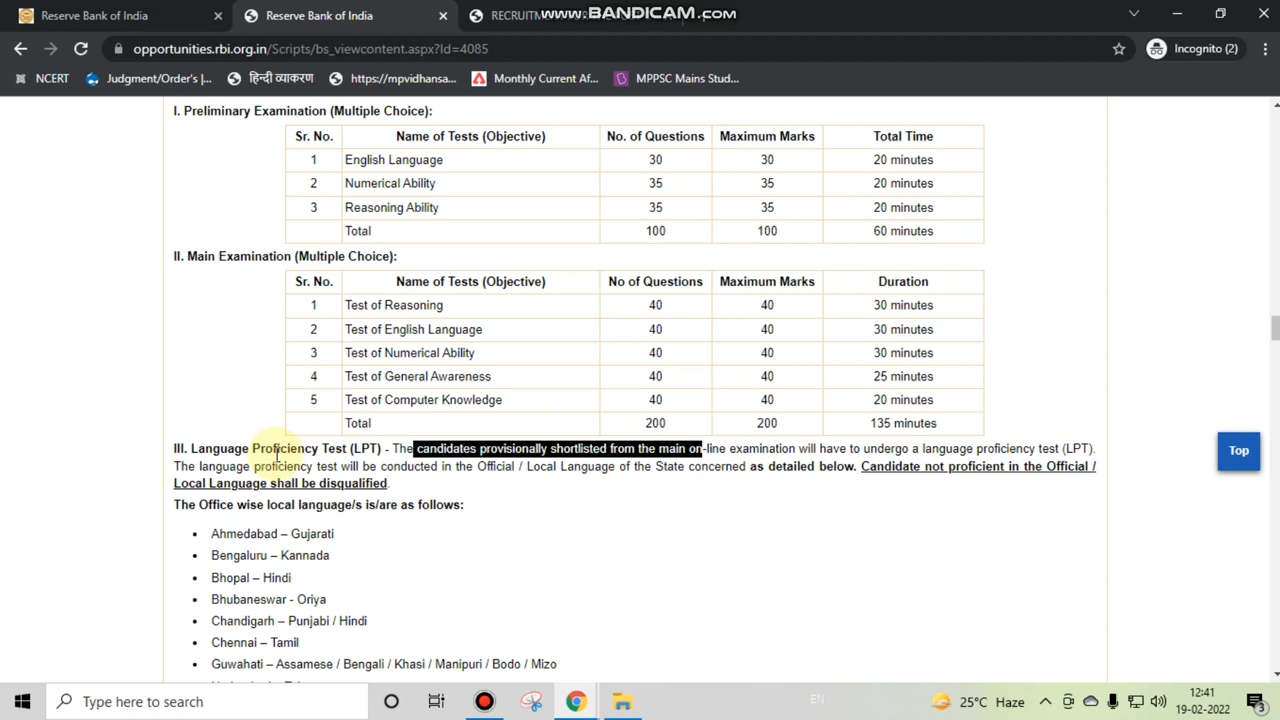 Reserve Bank of India
Reserve Bank of India
RECRUITM
www.BANDICAM.com
opportunities.rbi.org.in/Scripts/bs_viewcontent.aspx?Id=4085
Incognito (2)
NCERT
Judgment/Order's |...
हिन्दी व्याकरण
https://mpvidhansa...
Monthly Current Af...
MPPSC Mains Stud...
I. Preliminary Examination (Multiple Choice):
Sr. No. Name of Tests (Objective) No. of Questions Maximum Marks Total Time
1 English Language 30 30 20 minutes
2 Numerical Ability 35 35 20 minutes
3 Reasoning Ability 35 35 20 minutes
Total 100 100 60 minutes
II. Main Examination (Multiple Choice):
Sr. No. Name of Tests (Objective) No of Questions Maximum Marks Duration
1 Test of Reasoning 40 40 30 minutes
2 Test of English Language 40 40 30 minutes
3 Test of Numerical Ability 40 40 30 minutes
4 Test of General Awareness 40 40 25 minutes
5 Test of Computer Knowledge 40 40 20 minutes
Total 200 200 135 minutes
III. Language Proficiency Test (LPT) - The candidates provisionally shortlisted from the main on-line examination will have to undergo a language proficiency test (LPT).
The language proficiency test will be conducted in the Official / Local Language of the State concerned as detailed below. Candidate not proficient in the Official /
Local Language shall be disqualified.
Top
The Office wise local language/s is/are as follows:
• Ahmedabad – Gujarati
• Bengaluru – Kannada
• Bhopal – Hindi
• Bhubaneswar - Oriya
• Chandigarh – Punjabi / Hindi
• Chennai – Tamil
• Guwahati – Assamese / Bengali / Khasi / Manipuri / Bodo / Mizo
Type here to search
EN
25°C Haze
12:41
19-02-2022
3